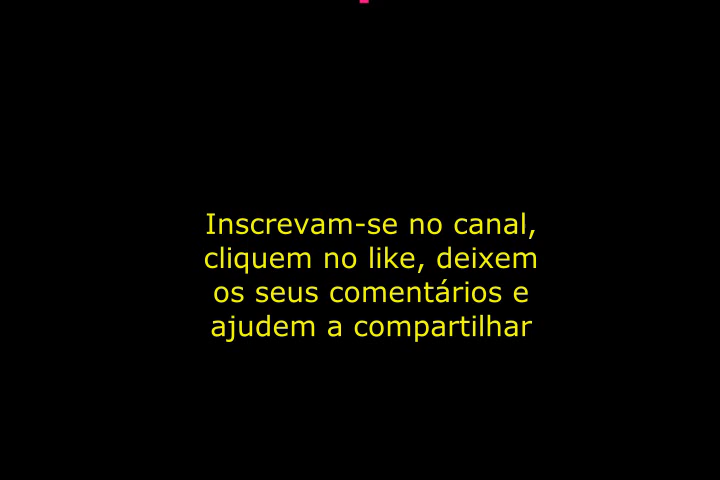 Inscrevam-se no canal,
cliquem no like, deixem
os seus comentários e
ajudem a compartilhar